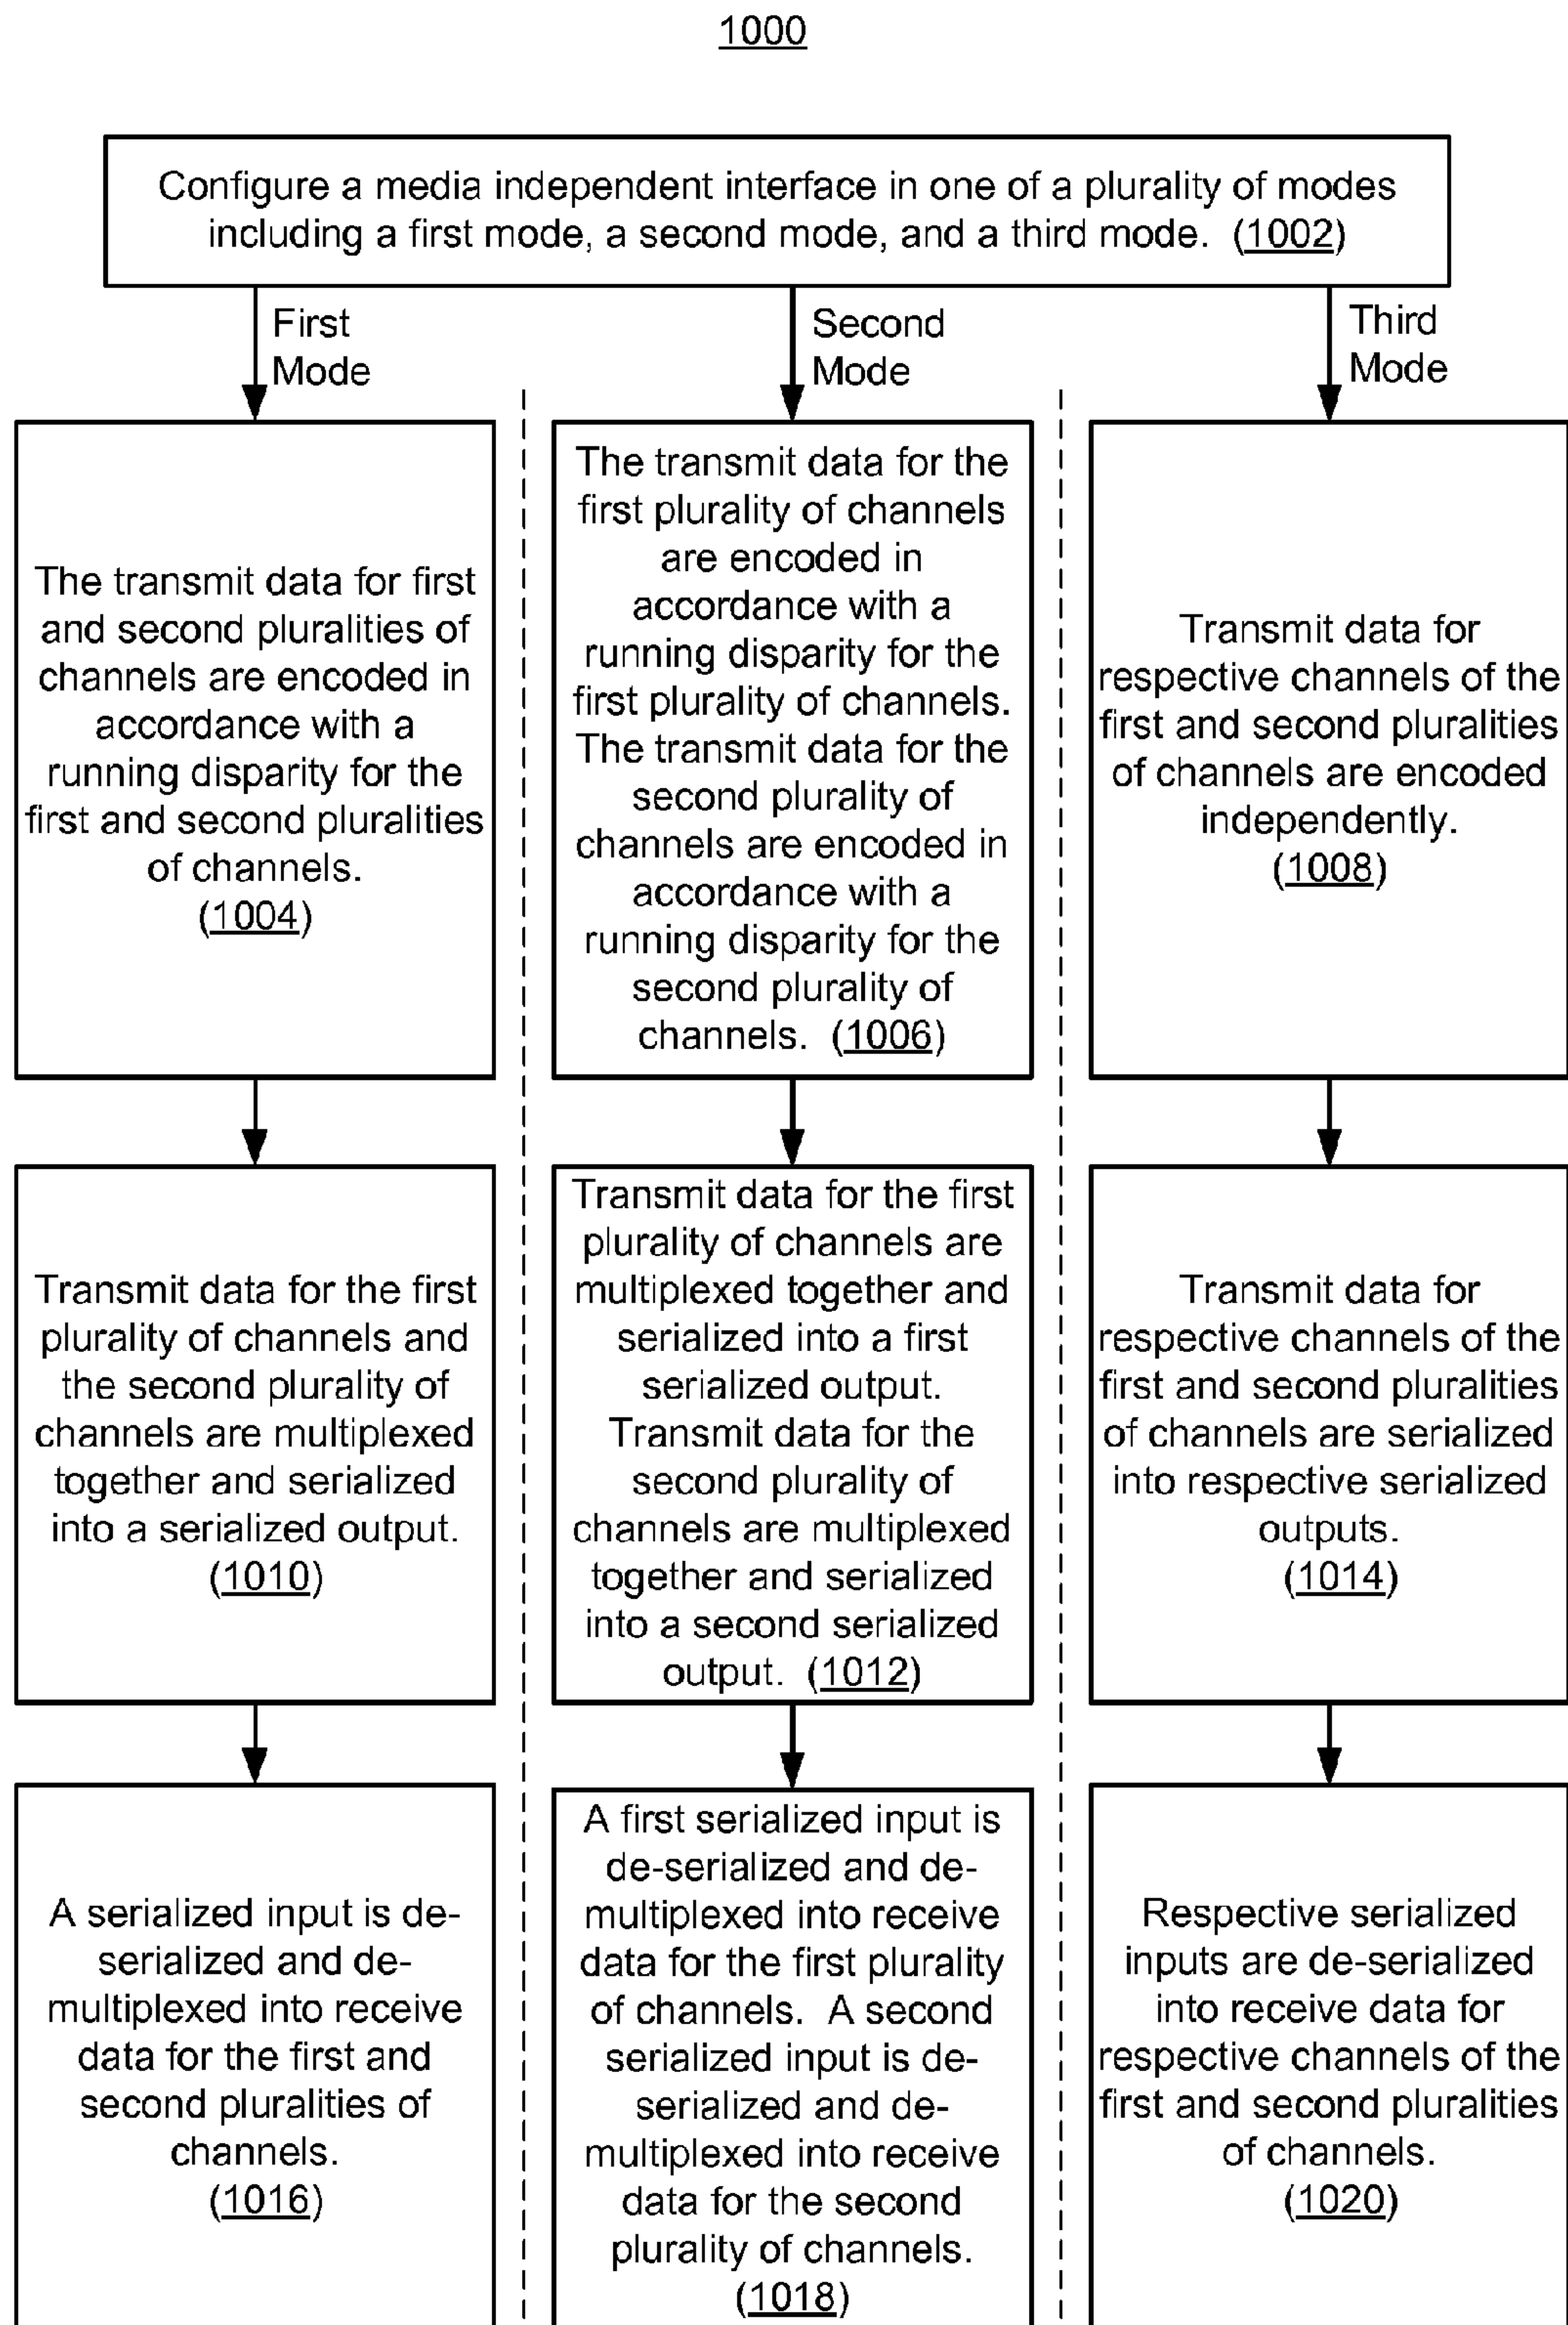 1000
Configure a media independent interface in one of a plurality of modes
including a first mode, a second mode, and a third mode. (1002)
First
Mode
Second
Mode
Third
Mode
The transmit data for first
and second pluralities of
channels are encoded in
accordance with a
running disparity for the
first and second pluralities
of channels.
(1004)
The transmit data for the
first plurality of channels
are encoded in
accordance with a
running disparity for the
first plurality of channels.
The transmit data for the
second plurality of
channels are encoded in
accordance with a
running disparity for the
second plurality of
channels. (1006)
Transmit data for
respective channels of the
first and second pluralities
of channels are encoded
independently.
(1008)
Transmit data for the first
plurality of channels and
the second plurality of
channels are multiplexed
together and serialized
into a serialized output.
(1010)
Transmit data for the first
plurality of channels are
multiplexed together and
serialized into a first
serialized output.
Transmit data for the
second plurality of
channels are multiplexed
together and serialized
into a second serialized
output. (1012)
Transmit data for
respective channels of the
first and second pluralities
of channels are serialized
into respective serialized
outputs.
(1014)
A serialized input is de-
serialized and de-
multiplexed into receive
data for the first and
second pluralities of
channels.
(1016)
A first serialized input is
de-serialized and de-
multiplexed into receive
data for the first plurality
of channels. A second
serialized input is de-
serialized and de-
multiplexed into receive
data for the second
plurality of channels.
(1018)
Respective serialized
inputs are de-serialized
into receive data for
respective channels of the
first and second pluralities
of channels.
(1020)